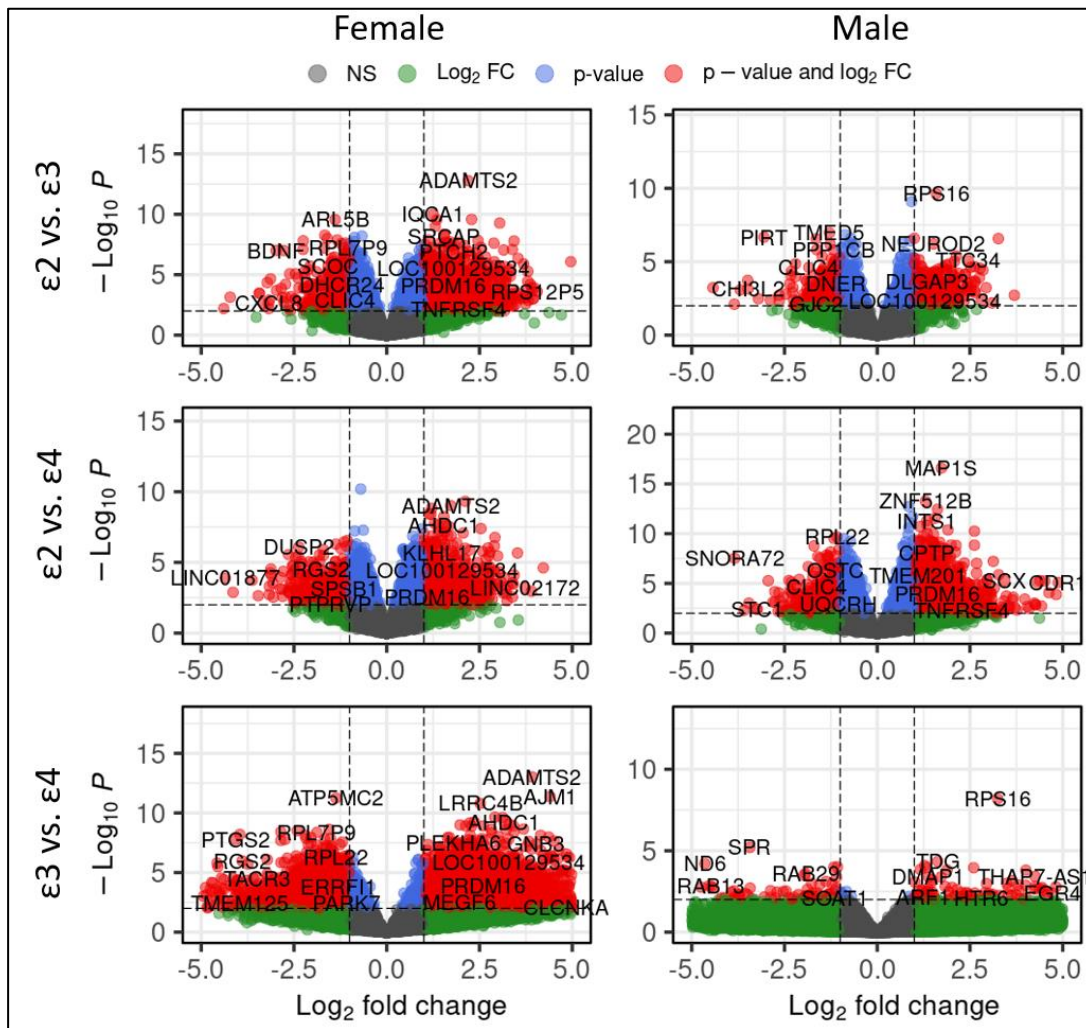 Female Male
NS Log2 FC p-value p – value and log2 FC
ε2 vs. ε3
– Log10 P
15
10
5
0
ADAMTS2
ARL5B IQCA1
SRCAP
BDNF RPL7P9 PTCH2
SCOC LOC100129534
DHCR24 PRDM16
CXCL8 CLIC4 RPS12P5
TNFRSF4
-5.0 -2.5 0.0 2.5 5.0
15
10
5
0
RPS16
PIRT TMED5
PPP1CB NEUROD2
CLIC4 TTC34
CHI3L2 DNER DLGAP3
GJC2 LOC100129534
-5.0 -2.5 0.0 2.5 5.0
ε2 vs. ε4
– Log10 P
15
10
5
0
ADAMTS2
AHDC1
DUSP2 KLHL17
LINC01877 RGS2 LOC100129534
SPSB1 LINC02172
PTPRVP PRDM16
-5.0 -2.5 0.0 2.5 5.0
20
15
10
5
0
MAP1S
ZNF512B
INTS1
RPL22
SNORA72 CPTP
OSTC TMEM201
CLIC4 SCX CDR1
PRDM16
STC1 UQCRH TNFRSF4
-5.0 -2.5 0.0 2.5 5.0
ε3 vs. ε4
– Log10 P
15
10
5
0
ADAMTS2
ATP5MC2 AJM1
LRRC4B
AHDC1
RPL7P9
PTGS2 PLEKHA6 GNB3
RGS2 RPL22 LOC100129534
TACR3 ERRFI1 PRDM16
TMEM125 PARK7 MEGF6
CLCNKA
-5.0 -2.5 0.0 2.5 5.0
10
5
0
RPS16
SPR
ND6 TDG
RAB29 DMAP1 THAP7-AS1
RAB13 SOAT1 ARF1 HTR6 EGR4
-5.0 -2.5 0.0 2.5 5.0
Log2 fold change Log2 fold change